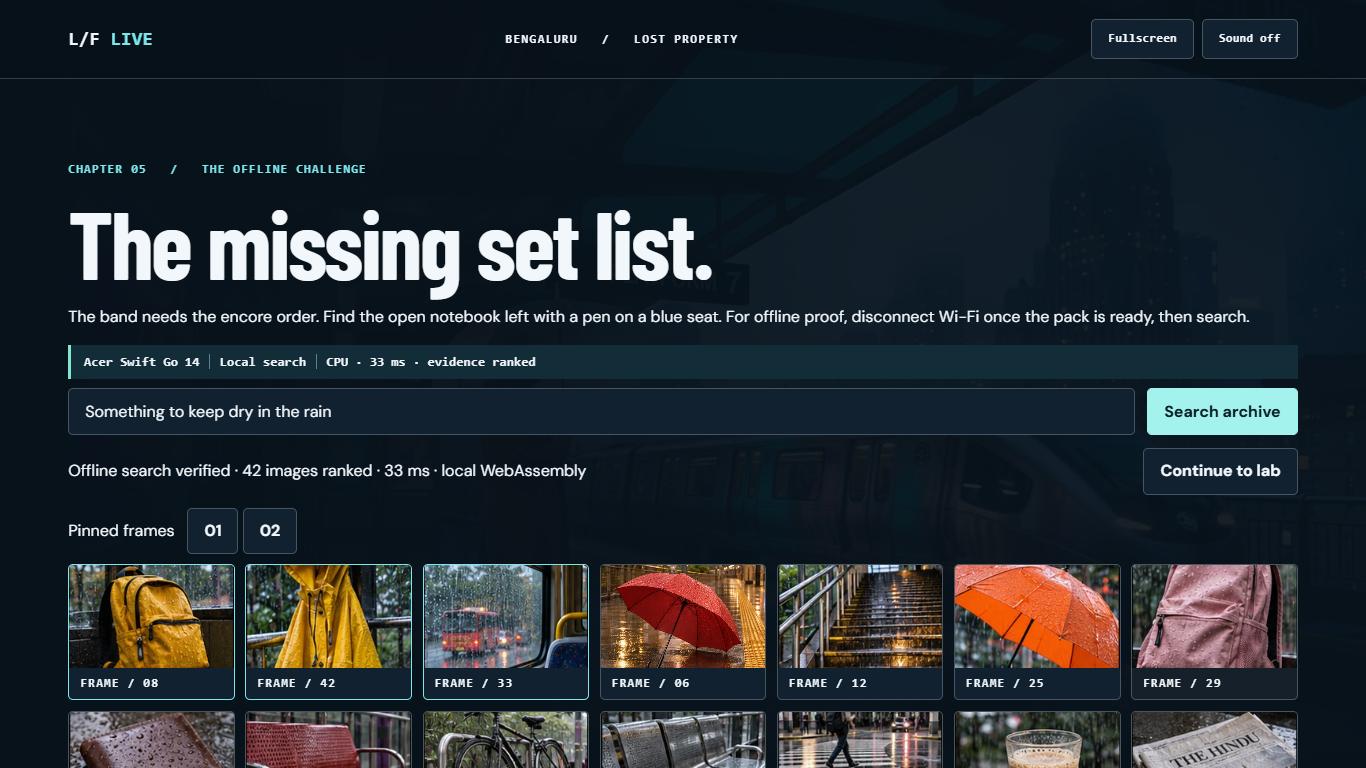 L/F LIVE
BENGALURU / LOST PROPERTY
Fullscreen
Sound off
CHAPTER 05 / THE OFFLINE CHALLENGE
The missing set list.
The band needs the encore order. Find the open notebook left with a pen on a blue seat. For offline proof, disconnect Wi-Fi once the pack is ready, then search.
Acer Swift Go 14 | Local search | CPU · 33 ms · evidence ranked
Something to keep dry in the rain
Search archive
Offline search verified · 42 images ranked · 33 ms · local WebAssembly
Continue to lab
Pinned frames 01 02
FRAME / 08
FRAME / 42
FRAME / 33
FRAME / 06
FRAME / 12
FRAME / 25
FRAME / 29
THE HINDU